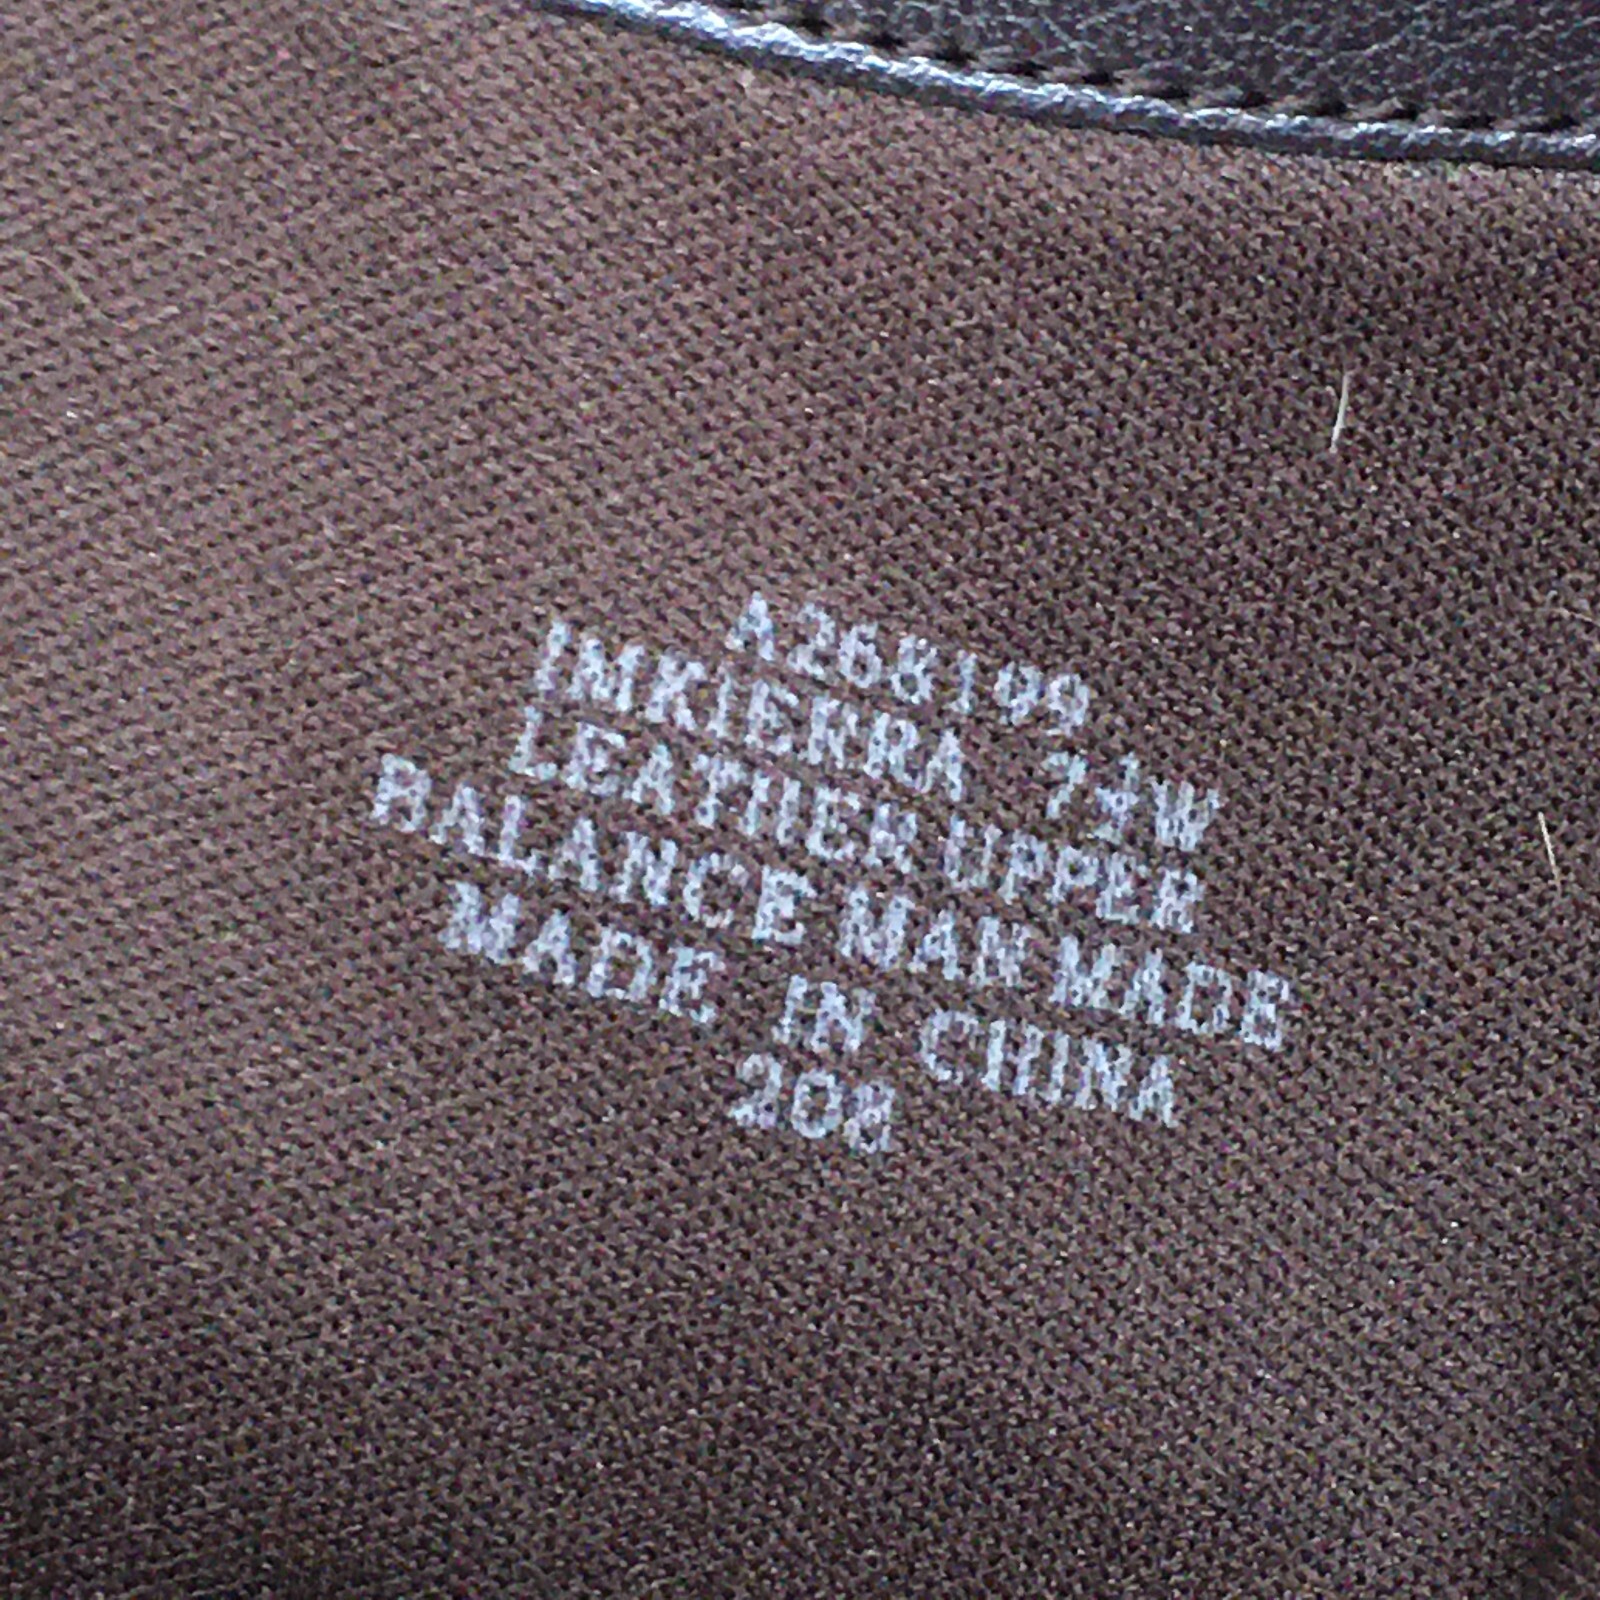 A268199
IMKIERRA 7½W
LEATHER UPPER
BALANCE MAN MADE
MADE IN CHINA
208